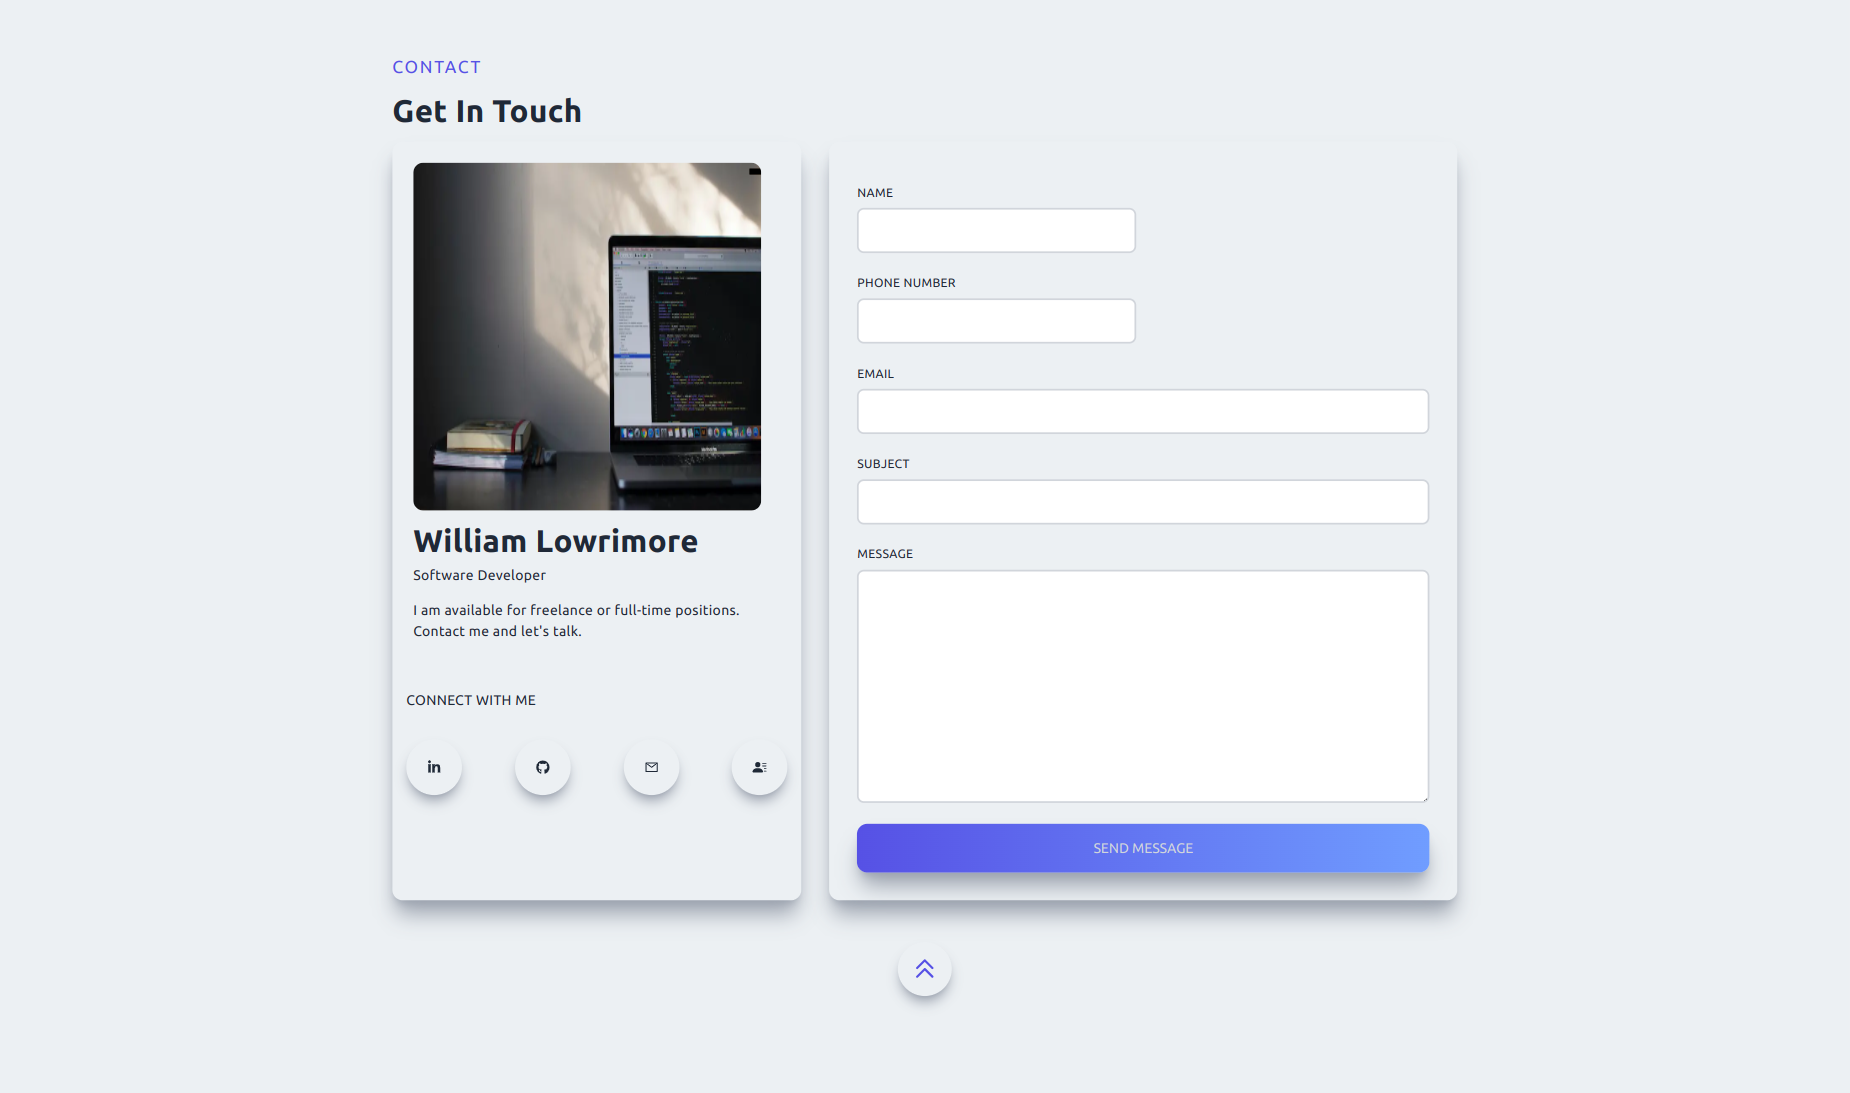 CONTACT
Get In Touch
William Lowrimore
Software Developer
I am available for freelance or full-time positions.
Contact me and let's talk.
CONNECT WITH ME
in
NAME
PHONE NUMBER
EMAIL
SUBJECT
MESSAGE
SEND MESSAGE